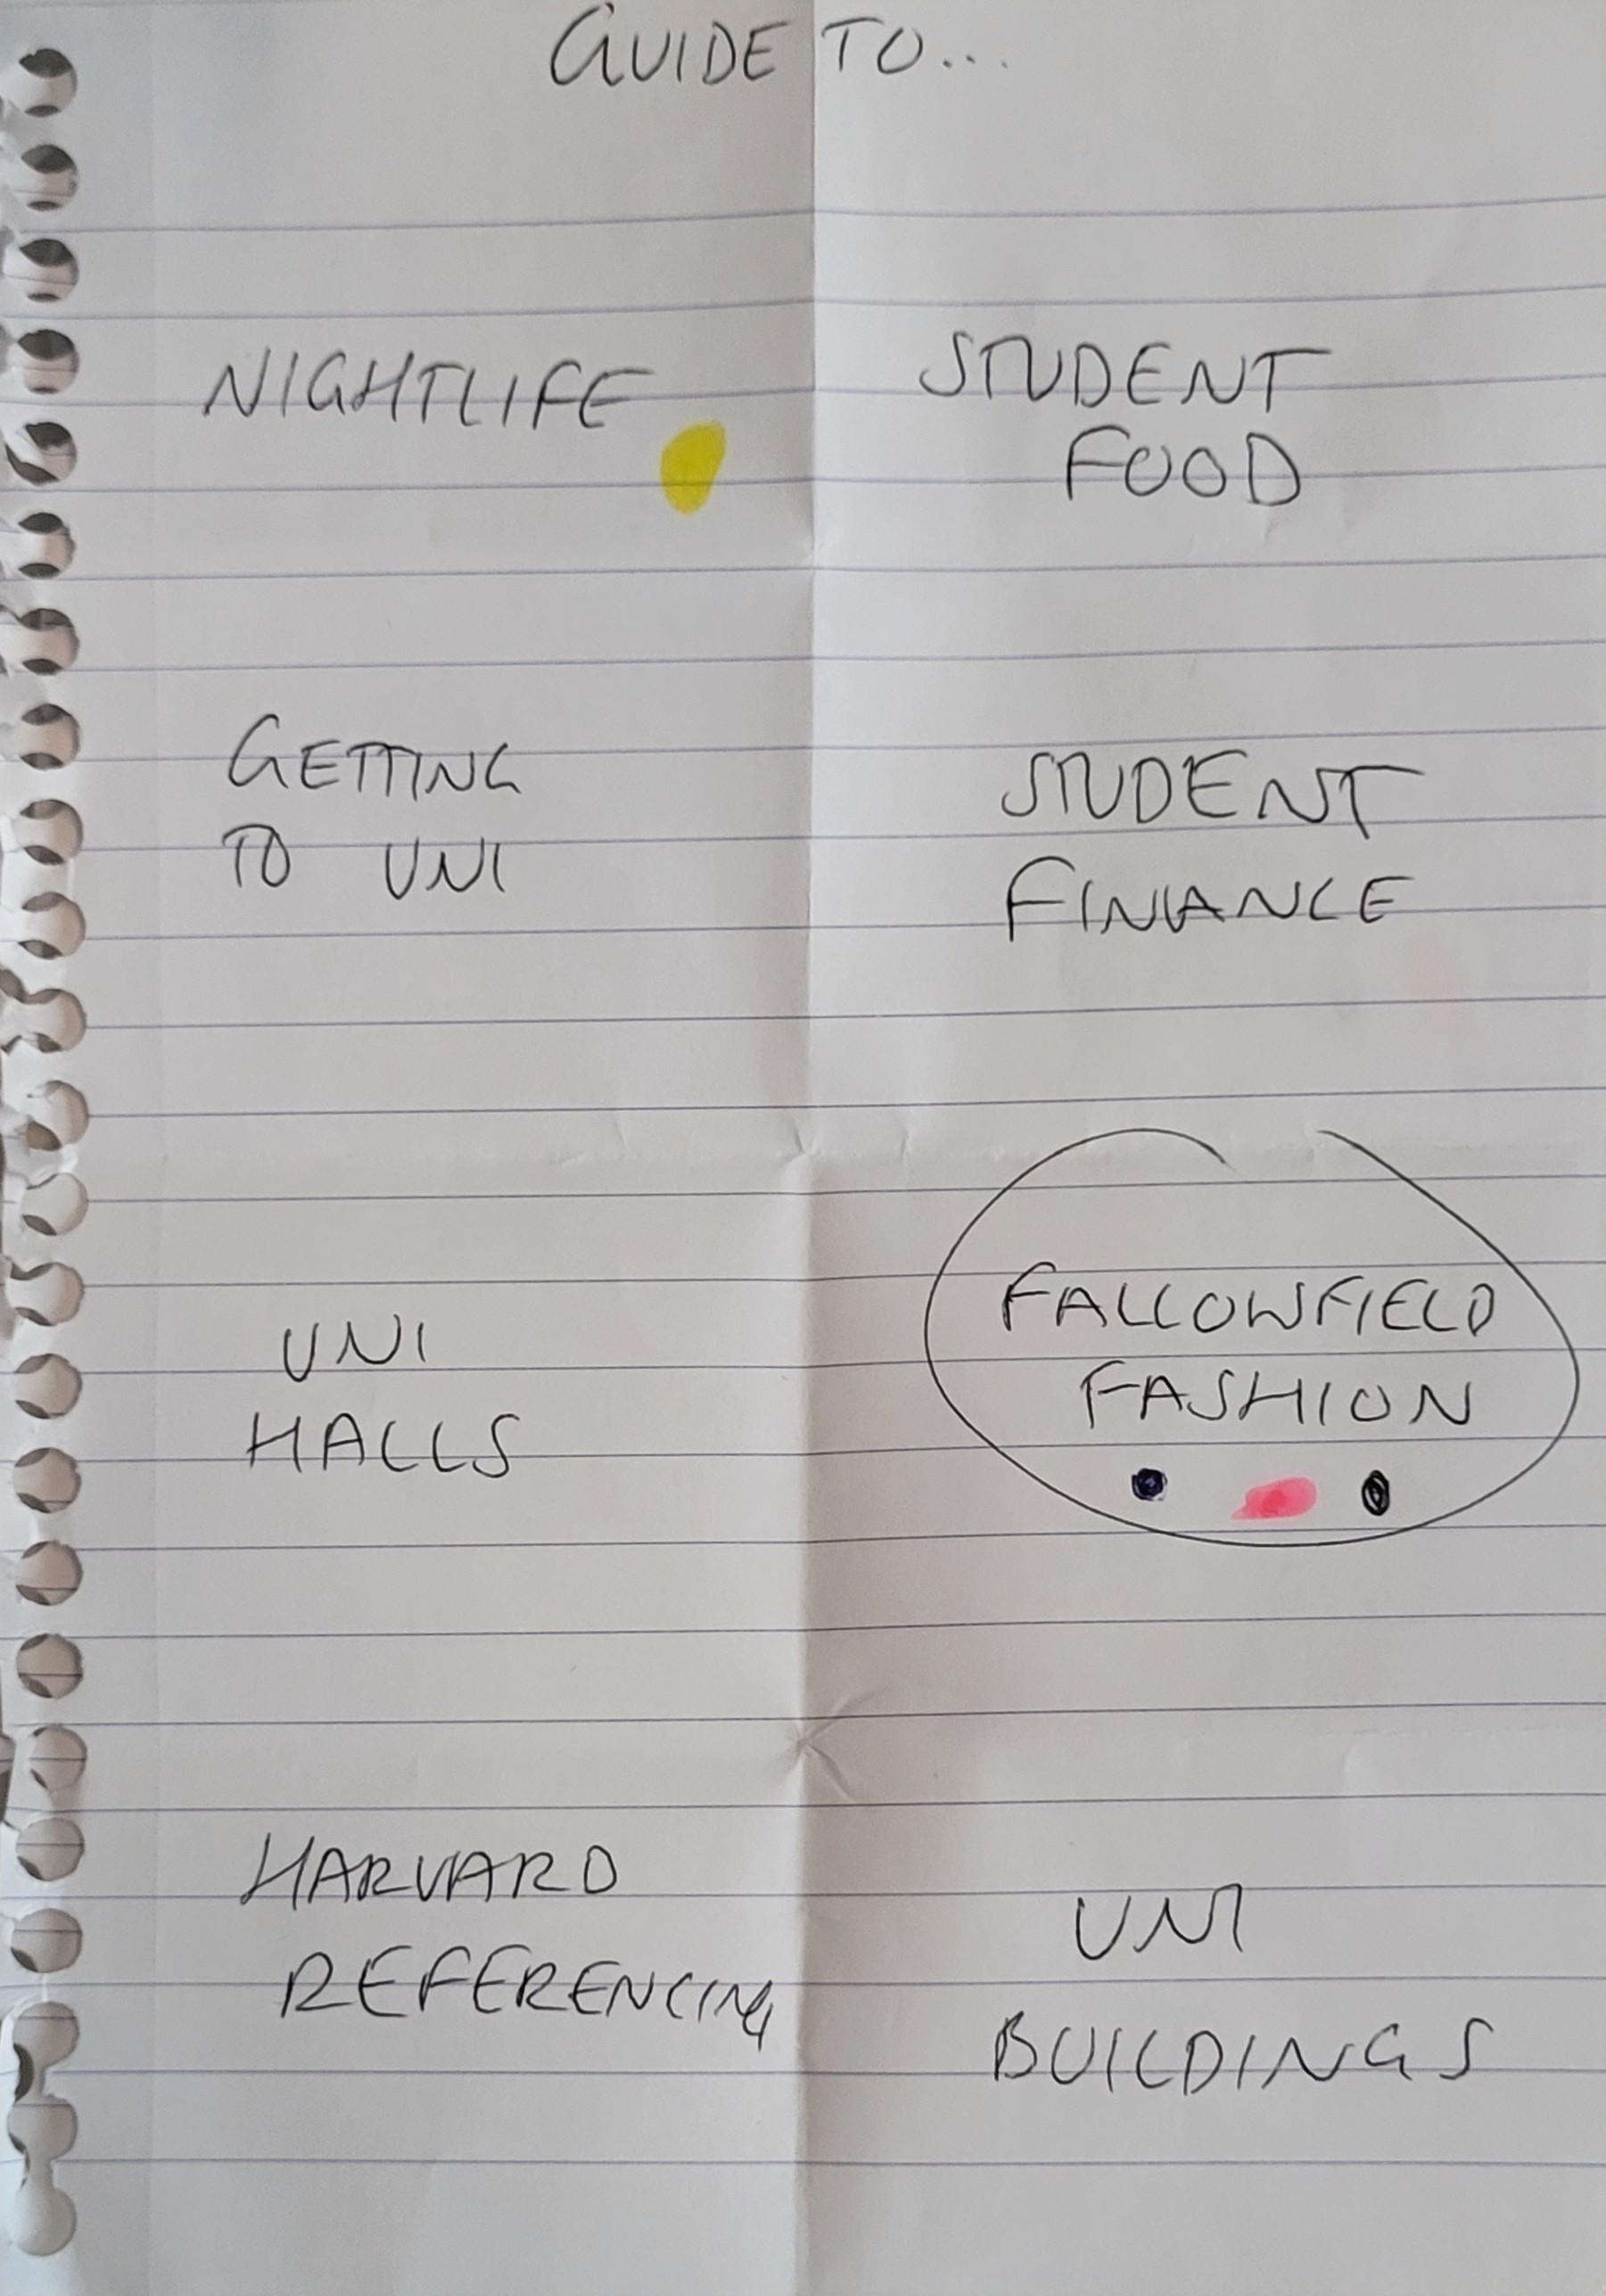 GUIDE TO...
NIGHTLIFE
STUDENT
FOOD
GETTING
TO UNI
STUDENT
FINANCE
UNI
HALLS
FALLOWFIELD
FASHION
HARVARD
REFERENCING
UNI
BUILDINGS